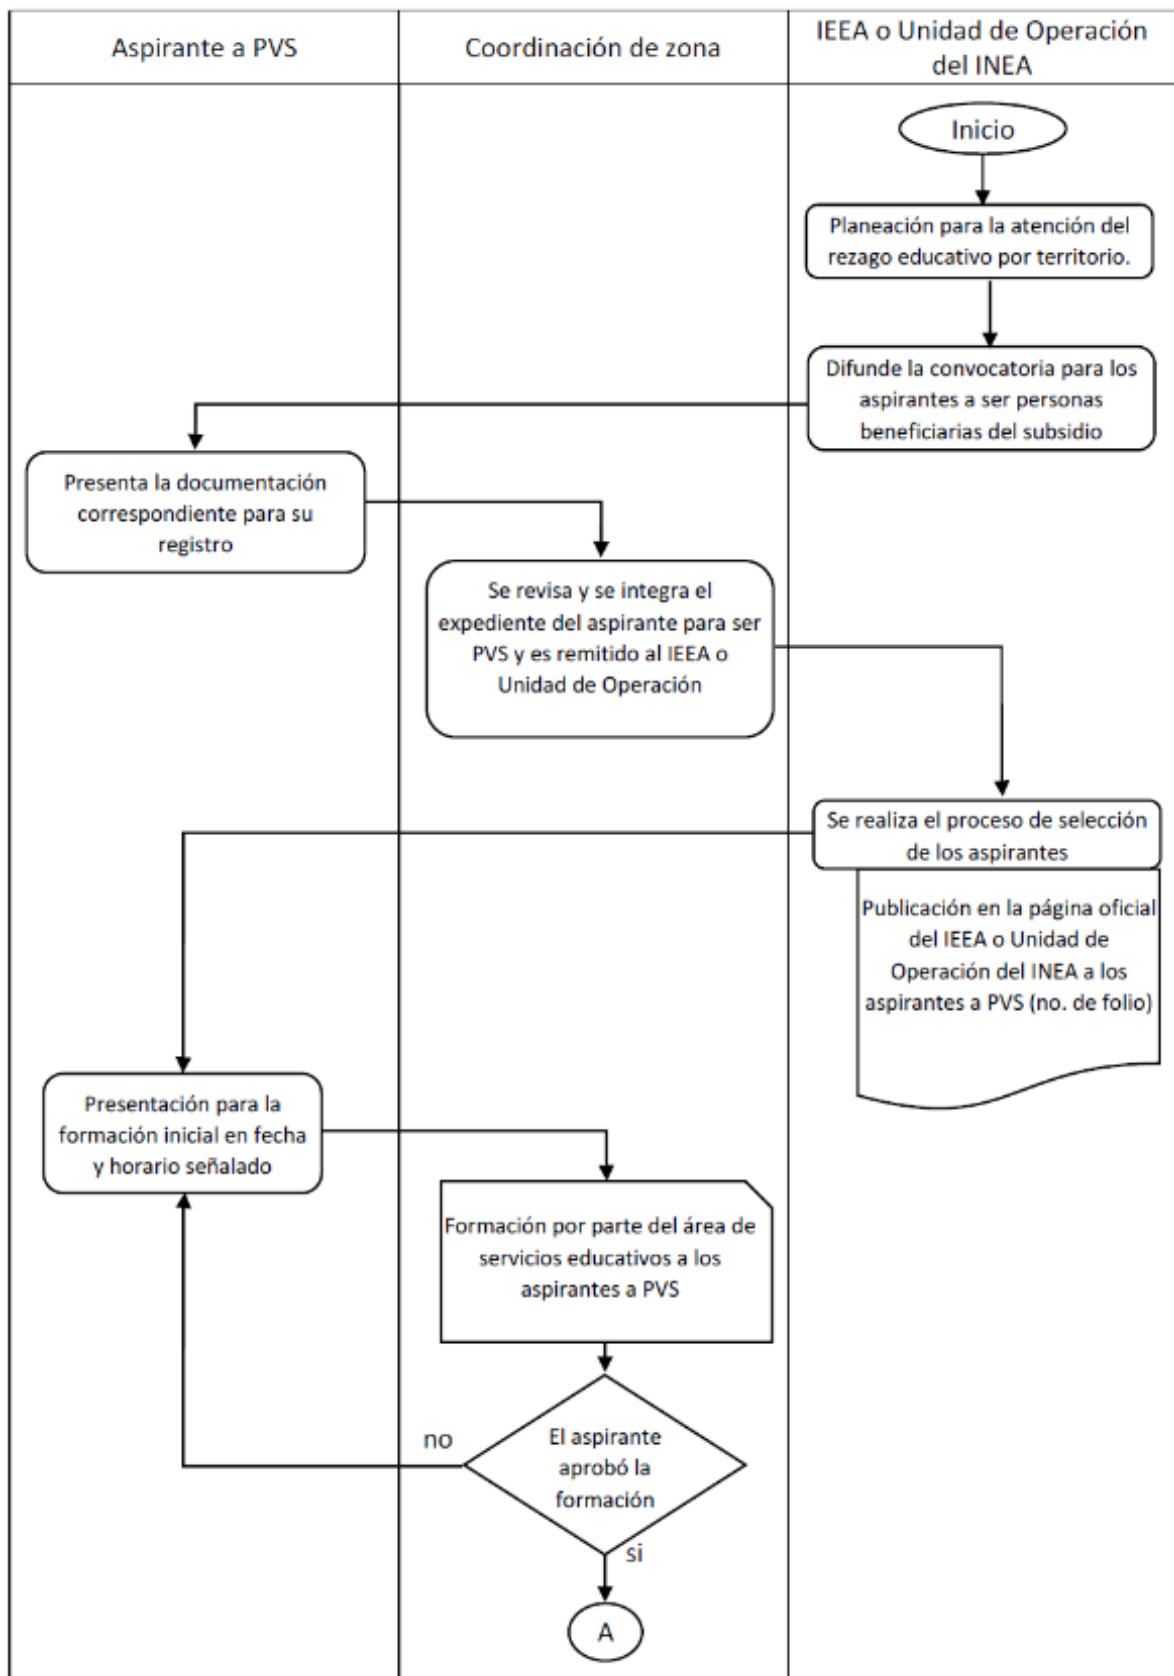 Aspirante a PVS
Coordinación de zona
IEEA o Unidad de Operación
del INEA
Inicio
Planeación para la atención del
rezago educativo por territorio.
Difunde la convocatoria para los
aspirantes a ser personas
beneficiarias del subsidio
Presenta la documentación
correspondiente para su
registro
Se revisa y se integra el
expediente del aspirante para ser
PVS y es remitido al IEEA o
Unidad de Operación
Se realiza el proceso de selección
de los aspirantes
Publicación en la página oficial
del IEEA o Unidad de
Operación del INEA a los
aspirantes a PVS (no. de folio)
Presentación para la
formación inicial en fecha
y horario señalado
Formación por parte del área de
servicios educativos a los
aspirantes a PVS
no
El aspirante
aprobó la
formación
si
A